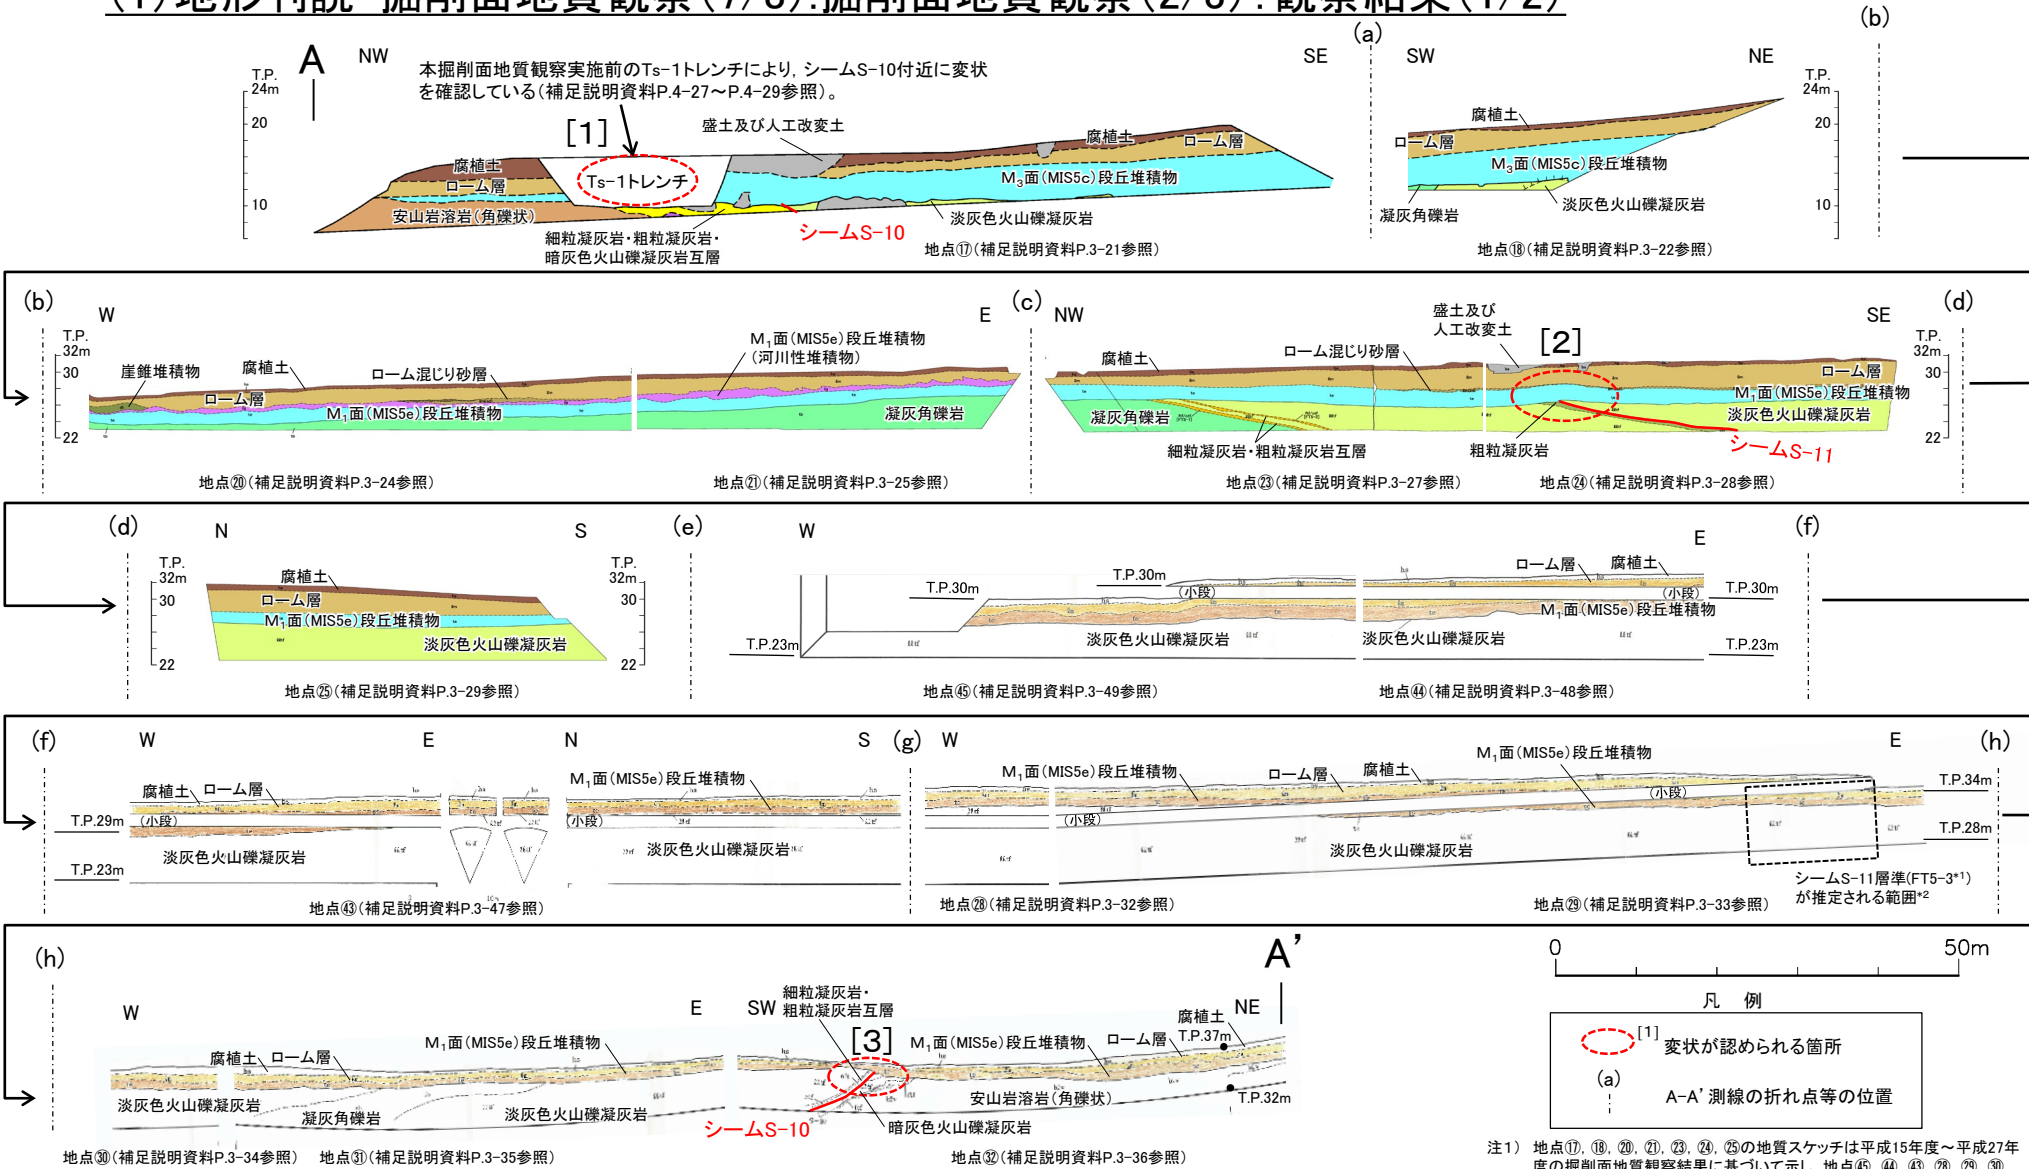 A
NW
SE
T.P.
24m
20
10
本掘削面地質観察実施前のTs-1トレンチにより，シームS-10付近に変状
を確認している(補足説明資料P.4-27～P.4-29参照)。
[1]
Ts-1トレンチ
盛土及び人工改変土
腐植土
ローム層
腐植土
ローム層
M₃面(MIS5c)段丘堆積物
安山岩溶岩(角礫状)
細粒凝灰岩・粗粒凝灰岩・
暗灰色火山礫凝灰岩互層
シームS-10
淡灰色火山礫凝灰岩
地点⑰(補足説明資料P.3-21参照)
(a)
SW
NE
(b)
T.P.
24m
20
10
腐植土
ローム層
M₃面(MIS5c)段丘堆積物
凝灰角礫岩
淡灰色火山礫凝灰岩
地点⑱(補足説明資料P.3-22参照)
(b)
W
E
T.P.
32m
30
22
崖錐堆積物
腐植土
ローム層
ローム混じり砂層
M₁面(MIS5e)段丘堆積物
M₁面(MIS5e)段丘堆積物
(河川性堆積物)
凝灰角礫岩
地点⑳(補足説明資料P.3-24参照)
地点㉑(補足説明資料P.3-25参照)
(c)
NW
SE
(d)
腐植土
ローム混じり砂層
盛土及び
人工改変土
[2]
ローム層
M₁面(MIS5e)段丘堆積物
淡灰色火山礫凝灰岩
凝灰角礫岩
細粒凝灰岩・粗粒凝灰岩互層
粗粒凝灰岩
シームS-11
T.P.
32m
30
22
地点㉓(補足説明資料P.3-27参照)
地点㉔(補足説明資料P.3-28参照)
(d)
N
S
T.P.
32m
30
22
腐植土
ローム層
M₁面(MIS5e)段丘堆積物
淡灰色火山礫凝灰岩
T.P.
32m
30
22
地点㉕(補足説明資料P.3-29参照)
(e)
W
E
(f)
T.P.30m
T.P.30m
T.P.23m
(小段)
淡灰色火山礫凝灰岩
ローム層
腐植土
(小段)
M₁面(MIS5e)段丘堆積物
淡灰色火山礫凝灰岩
T.P.30m
T.P.23m
地点㊺(補足説明資料P.3-49参照)
地点㊹(補足説明資料P.3-48参照)
(f)
W
E
N
S
(g)
腐植土
ローム層
T.P.29m
(小段)
T.P.23m
淡灰色火山礫凝灰岩
M₁面(MIS5e)段丘堆積物
(小段)
淡灰色火山礫凝灰岩
地点㊸(補足説明資料P.3-47参照)
W
E
(h)
M₁面(MIS5e)段丘堆積物
ローム層
腐植土
M₁面(MIS5e)段丘堆積物
(小段)
(小段)
淡灰色火山礫凝灰岩
T.P.34m
T.P.28m
シームS-11層準(FT5-3*1)
が推定される範囲*2
地点㉘(補足説明資料P.3-32参照)
地点㉙(補足説明資料P.3-33参照)
(h)
W
E
腐植土
ローム層
M₁面(MIS5e)段丘堆積物
淡灰色火山礫凝灰岩
凝灰角礫岩
淡灰色火山礫凝灰岩
SW
細粒凝灰岩・
粗粒凝灰岩互層
[3]
M₁面(MIS5e)段丘堆積物
ローム層
腐植土
T.P.37m
NE
A’
安山岩溶岩(角礫状)
T.P.32m
シームS-10
暗灰色火山礫凝灰岩
地点㉚(補足説明資料P.3-34参照)
地点㉛(補足説明資料P.3-35参照)
地点㉜(補足説明資料P.3-36参照)
0
50m
凡 例
[1]
変状が認められる箇所
(a)
A-A’測線の折れ点等の位置
注1) 地点⑰, ⑱, ⑳, ㉑, ㉓, ㉔, ㉕の地質スケッチは平成15年度～平成27年